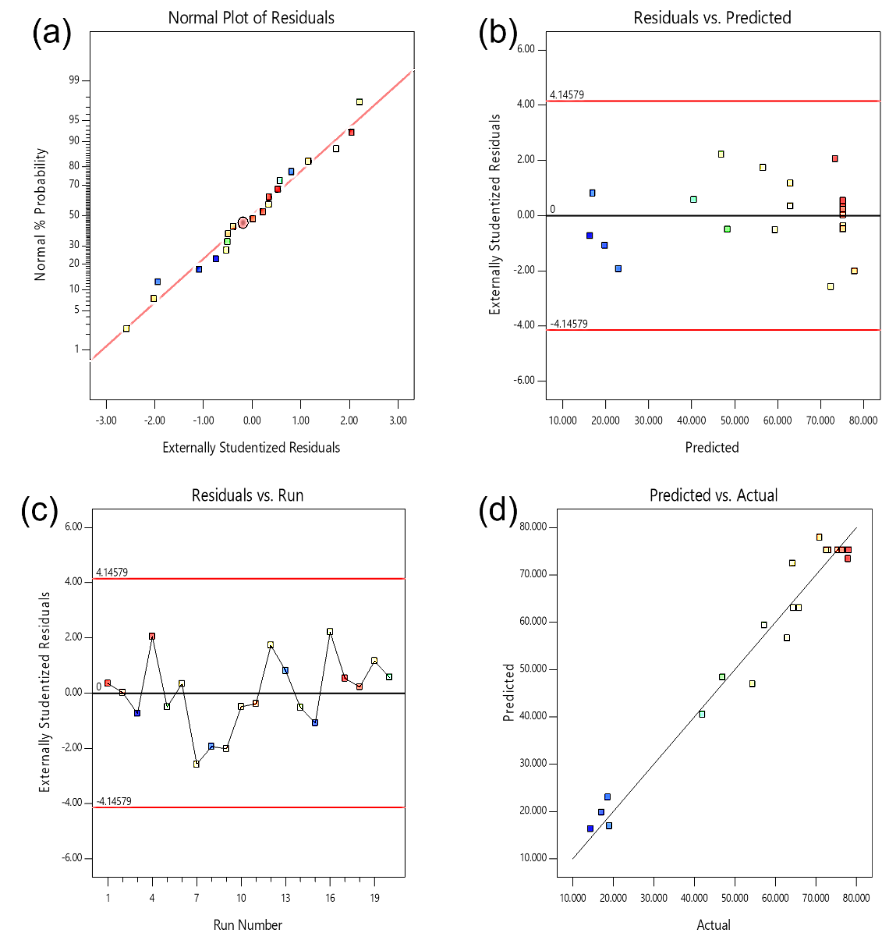 (a)
Normal Plot of Residuals
Normal % Probability
99
95
90
80
70
50
30
20
10
5
1
-3.00 -2.00 -1.00 0.00 1.00 2.00 3.00
Externally Studentized Residuals
(b)
Residuals vs. Predicted
Externally Studentized Residuals
6.00
4.14579
4.00
2.00
0
0.00
-2.00
-4.14579
-4.00
-6.00
10.000 20.000 30.000 40.000 50.000 60.000 70.000 80.000
Predicted
(c)
Residuals vs. Run
Externally Studentized Residuals
6.00
4.14579
4.00
2.00
0
0.00
-2.00
-4.14579
-4.00
-6.00
1 4 7 10 13 16 19
Run Number
(d)
Predicted vs. Actual
Predicted
80.000
70.000
60.000
50.000
40.000
30.000
20.000
10.000
10.000 20.000 30.000 40.000 50.000 60.000 70.000 80.000
Actual